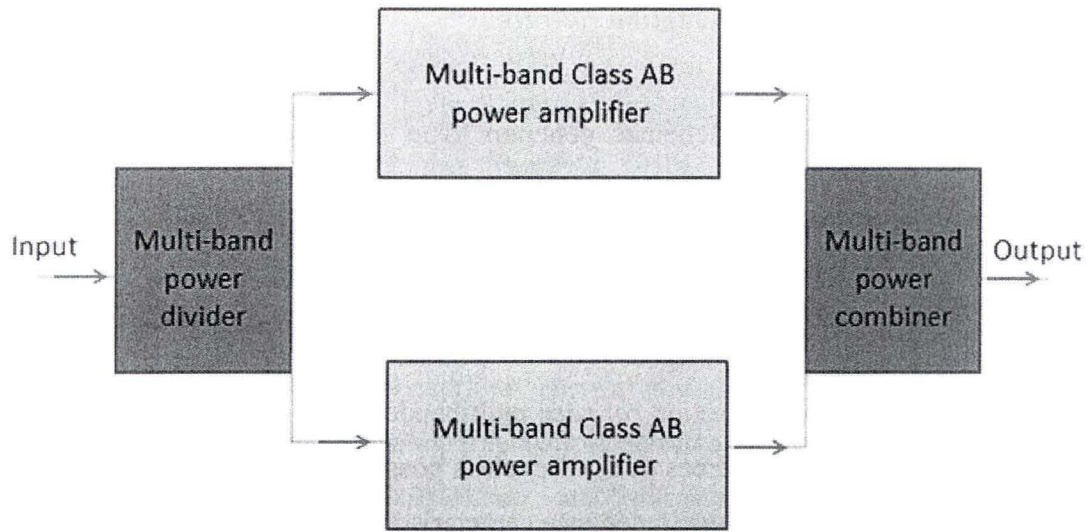 Multi-band Class AB
power amplifier
Input
Multi-band
power
divider
Multi-band
power
combiner
Output
Multi-band Class AB
power amplifier